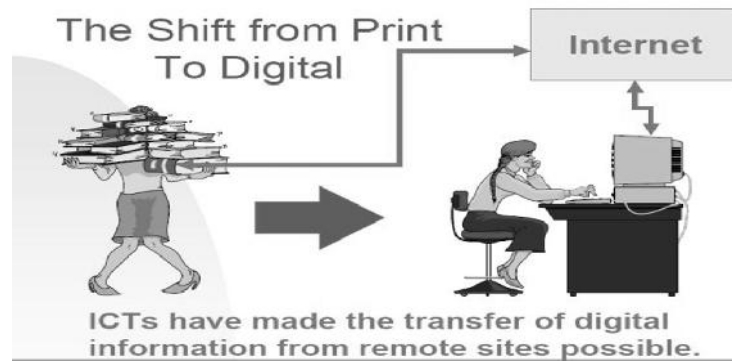 The Shift from Print
To Digital
Internet
ICTs have made the transfer of digital
information from remote sites possible.